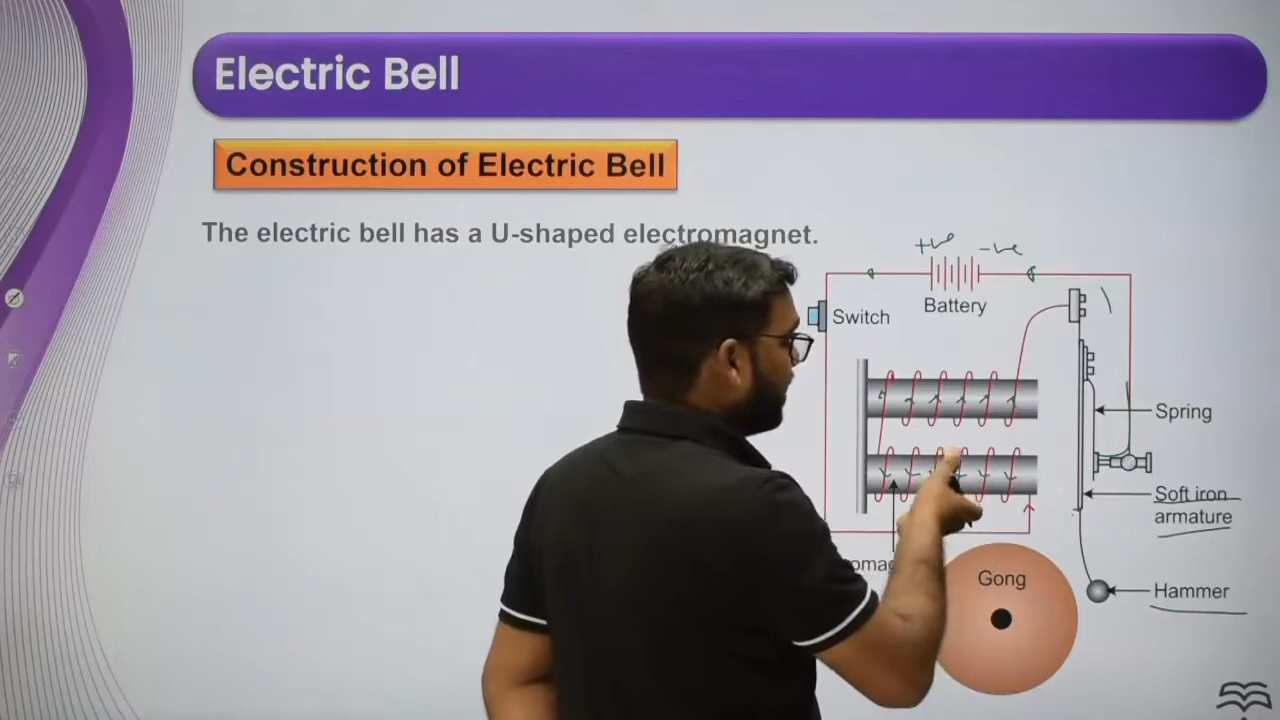 Electric Bell
Construction of Electric Bell
The electric bell has a U-shaped electromagnet.
+ve -ve
Battery
Switch
Spring
Soft iron
armature
Gong
Hammer